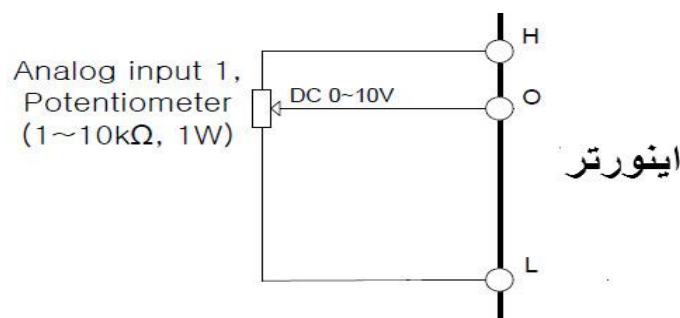 H
Analog input 1,
Potentiometer
(1~10kΩ, 1W)
DC 0~10V
O
اینورتر
L